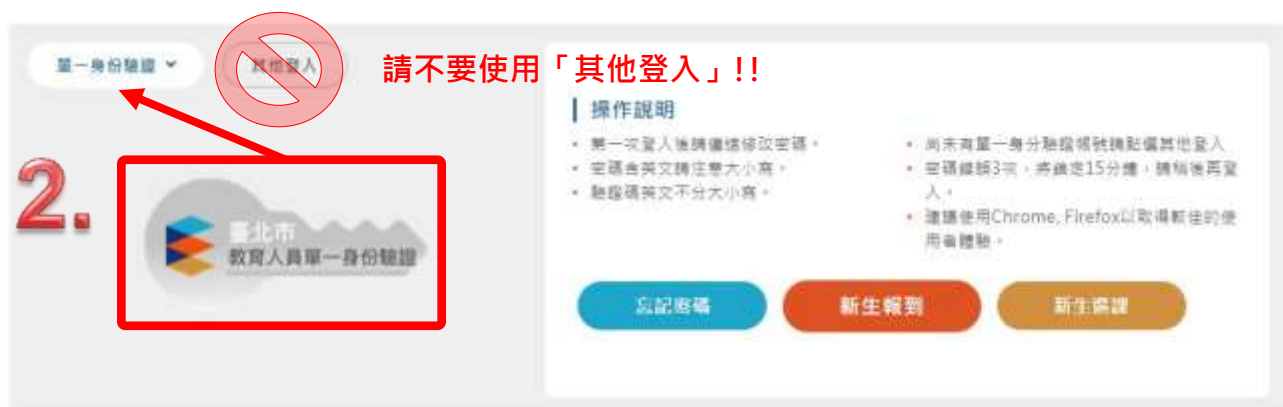 單一身份驗證
其他登入
請不要使用「其他登入」!!
2.
臺北市
教育人員單一身份驗證
操作說明
• 第一次登入後請儘速修改密碼。
• 密碼含英文請注意大小寫。
• 驗證碼英文不分大小寫。
• 尚未有單一身分驗證帳號請點選其他登入
• 密碼錯誤3次,將鎖定15分鐘,請稍後再登
入。
• 建議使用Chrome, Firefox以取得較佳的使
用者體驗。
忘記密碼
新生報到
新生選課